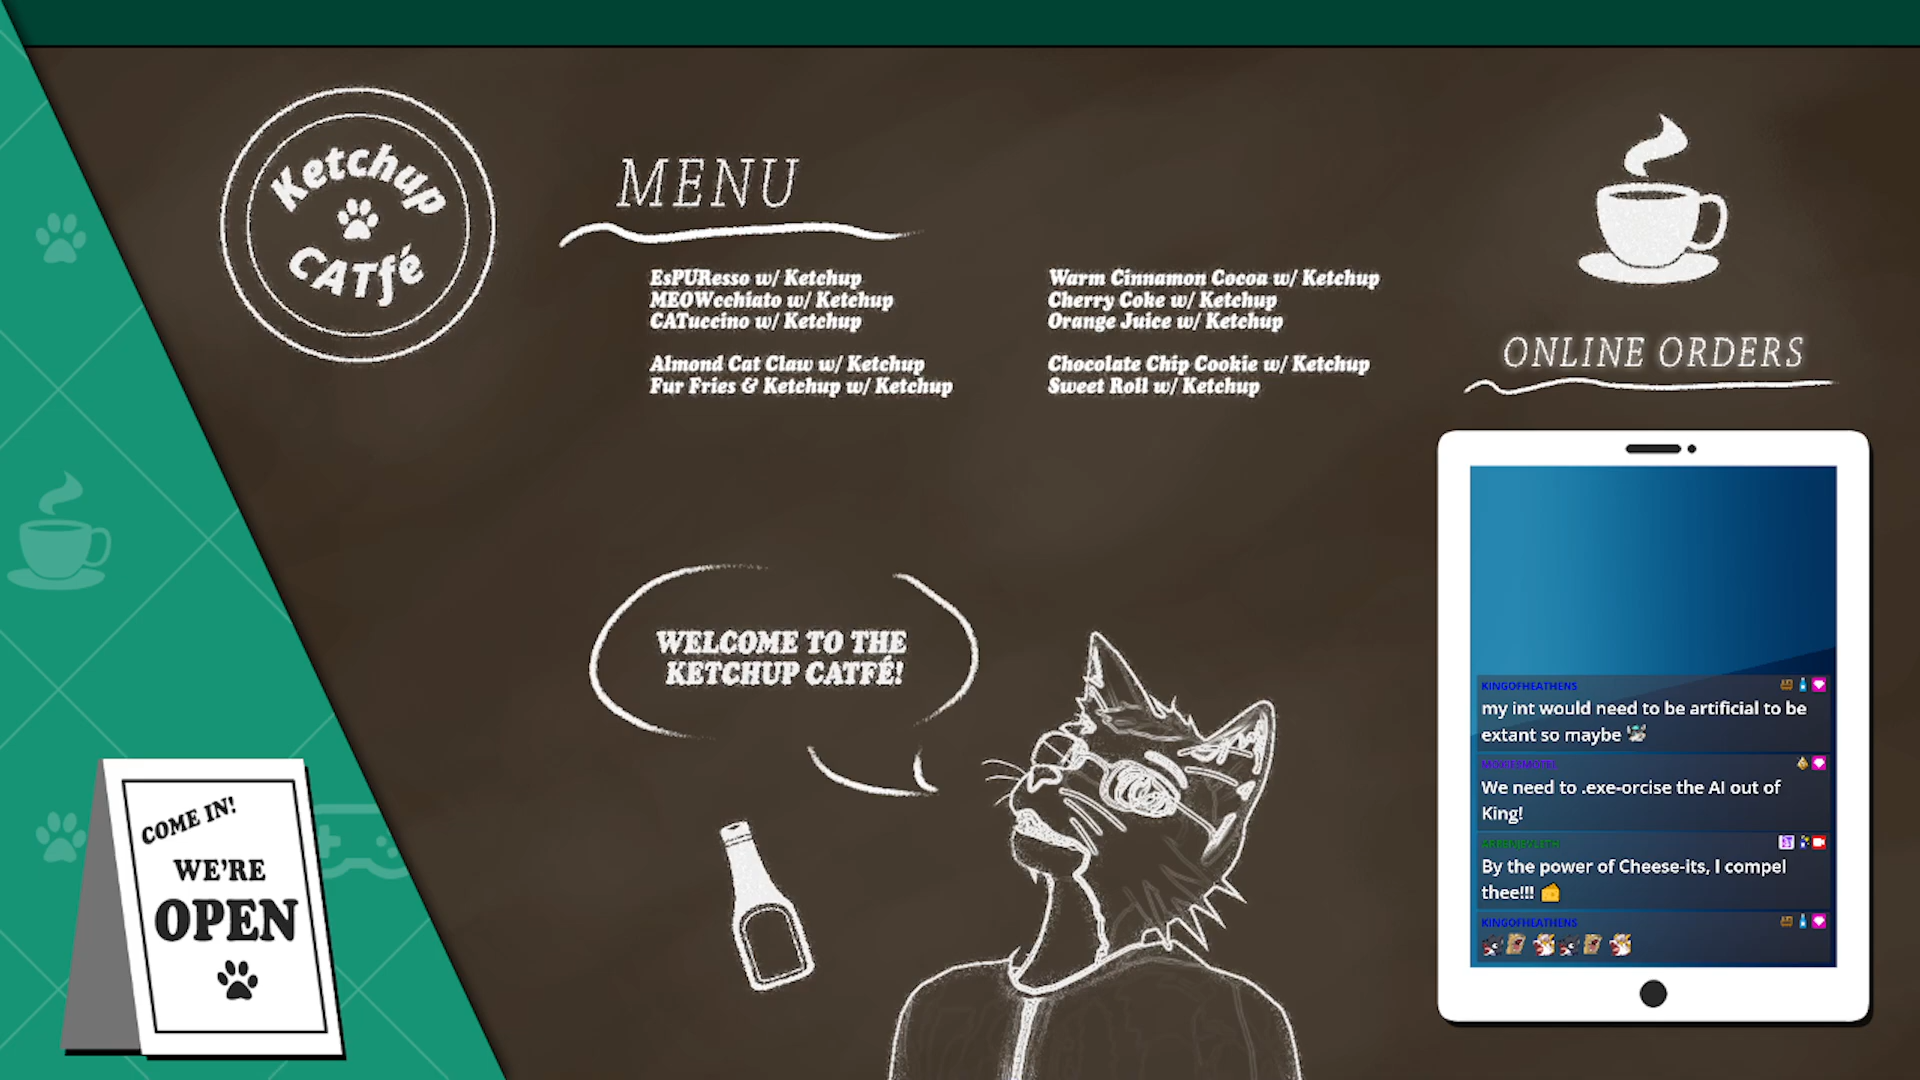 Ketchup
CATfé
MENU
EsPUResso w/ Ketchup
MEOWcchiato w/ Ketchup
CATuccino w/ Ketchup
Almond Cat Claw w/ Ketchup
Fur Fries & Ketchup w/ Ketchup
Warm Cinnamon Cocoa w/ Ketchup
Cherry Coke w/ Ketchup
Orange Juice w/ Ketchup
Chocolate Chip Cookie w/ Ketchup
Sweet Roll w/ Ketchup
ONLINE ORDERS
WELCOME TO THE
KETCHUP CATFÉ!
COME IN!
WE'RE
OPEN
KINGOFHEATHENS
my int would need to be artificial to be
extant so maybe
We need to .exe-orcise the AI out of
King!
By the power of Cheese-its, I compel
thee!!!
KINGOFHEATHENS